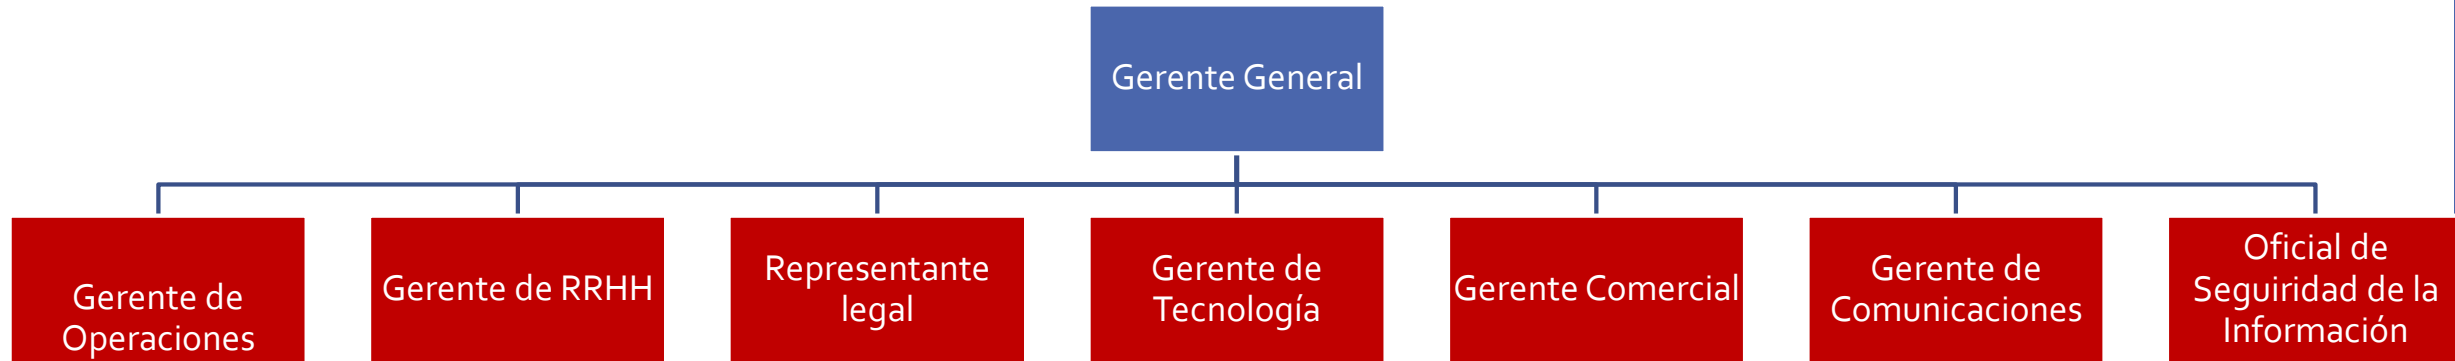 Gerente General
Gerente de
Operaciones
Gerente de RRHH
Representante
legal
Gerente de
Tecnología
Gerente Comercial
Gerente de
Comunicaciones
Oficial de
Seguiridad de la
Información